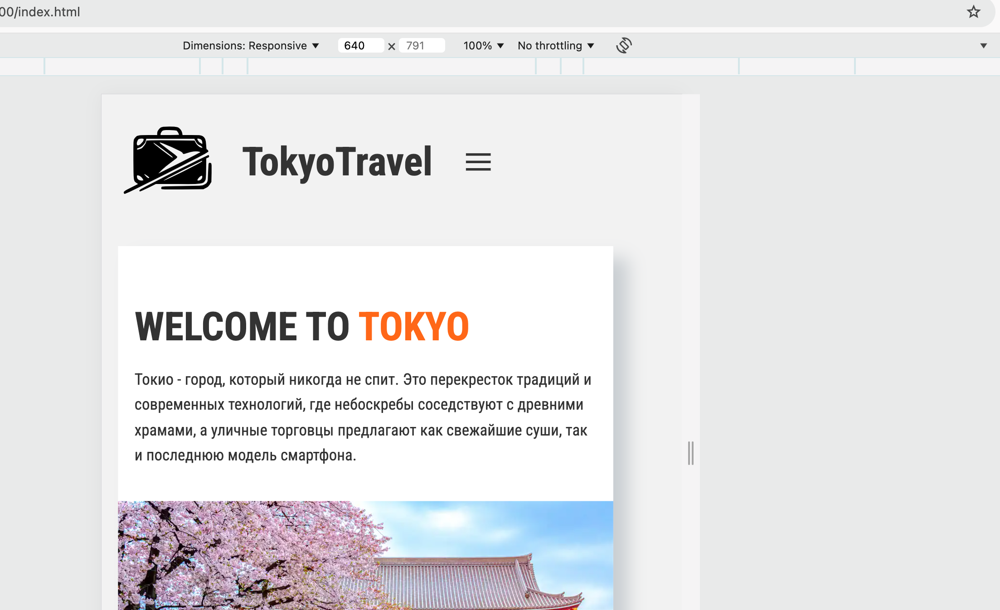 00/index.html
Dimensions: Responsive 640 × 791 100% No throttling
TokyoTravel
WELCOME TO TOKYO
Токио - город, который никогда не спит. Это перекресток традиций и
современных технологий, где небоскребы соседствуют с древними
храмами, а уличные торговцы предлагают как свежайшие суши, так
и последнюю модель смартфона.